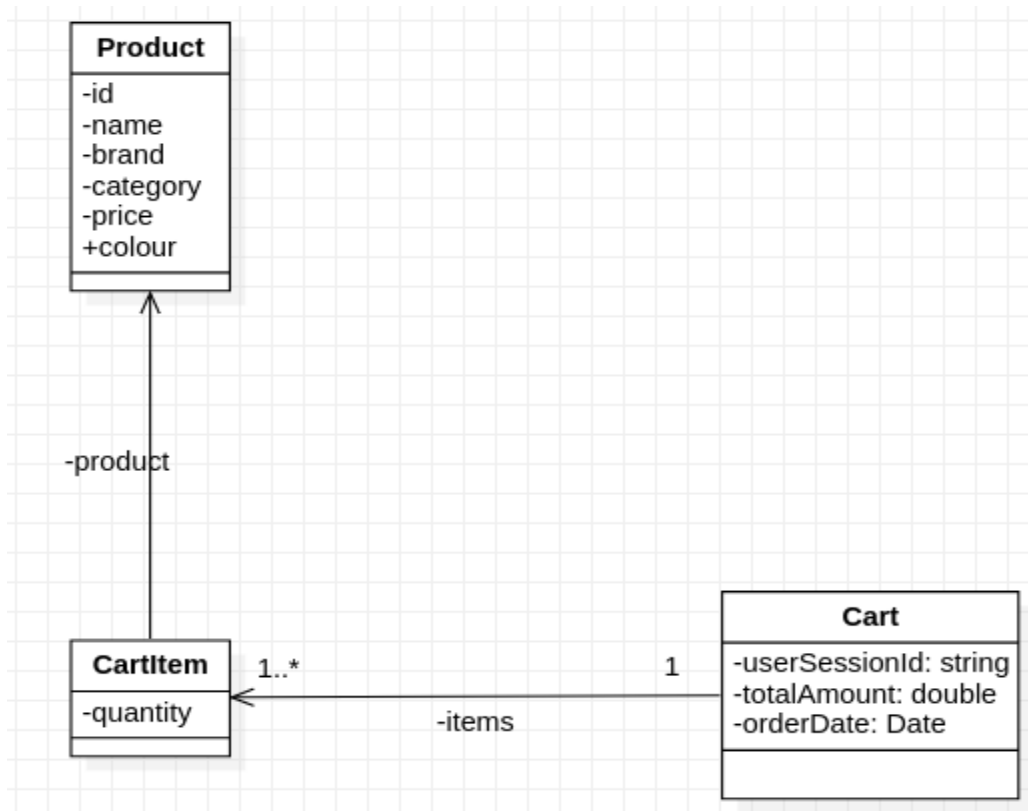 Product
-id
-name
-brand
-category
-price
+colour
-product
CartItem
-quantity
1..*
1
-items
Cart
-userSessionId: string
-totalAmount: double
-orderDate: Date